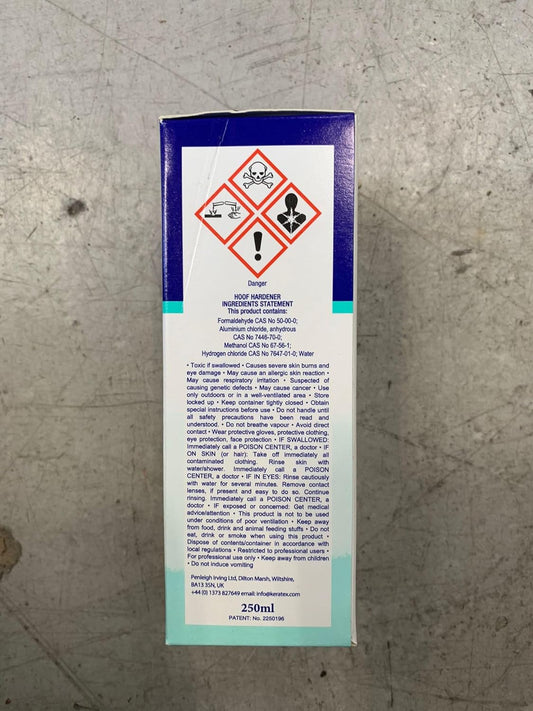 Danger
HOOF HARDENER
INGREDIENTS STATEMENT
This product contains:
Formaldehyde CAS No 50-00-0;
Aluminium chloride, anhydrous
CAS No 7446-70-0;
Methanol CAS No 67-56-1;
Hydrogen chloride CAS No 7647-01-0; Water
• Toxic if swallowed • Causes severe skin burns and
eye damage • May cause an allergic skin reaction •
May cause respiratory irritation • Suspected of
causing genetic defects • May cause cancer • Use
only outdoors or in a well-ventilated area • Store
locked up • Keep container tightly closed • Obtain
special instructions before use • Do not handle until
all safety precautions have been read and
understood. • Do not breathe vapour • Avoid direct
contact • Wear protective gloves, protective clothing,
eye protection, face protection • IF SWALLOWED:
Immediately call a POISON CENTER, a doctor • IF
ON SKIN (or hair): Take off immediately all
contaminated clothing. Rinse skin with
water/shower. Immediately call a POISON
CENTER, a doctor • IF IN EYES: Rinse cautiously
with water for several minutes. Remove contact
lenses, if present and easy to do so. Continue
rinsing. Immediately call a POISON CENTER, a
doctor • IF exposed or concerned: Get medical
advice/attention • This product is not to be used
under conditions of poor ventilation • Keep away
from food, drink and animal feeding stuffs • Do not
eat, drink or smoke when using this product •
Dispose of contents/container in accordance with
local regulations • Restricted to professional users •
For professional use only • Keep away from children
• Do not induce vomiting
Penleigh Irving Ltd, Dilton Marsh, Wiltshire,
BA13 3SN, UK
+44 (0) 1373 827649 email: info@keratex.com
250ml
PATENT: No. 2250196